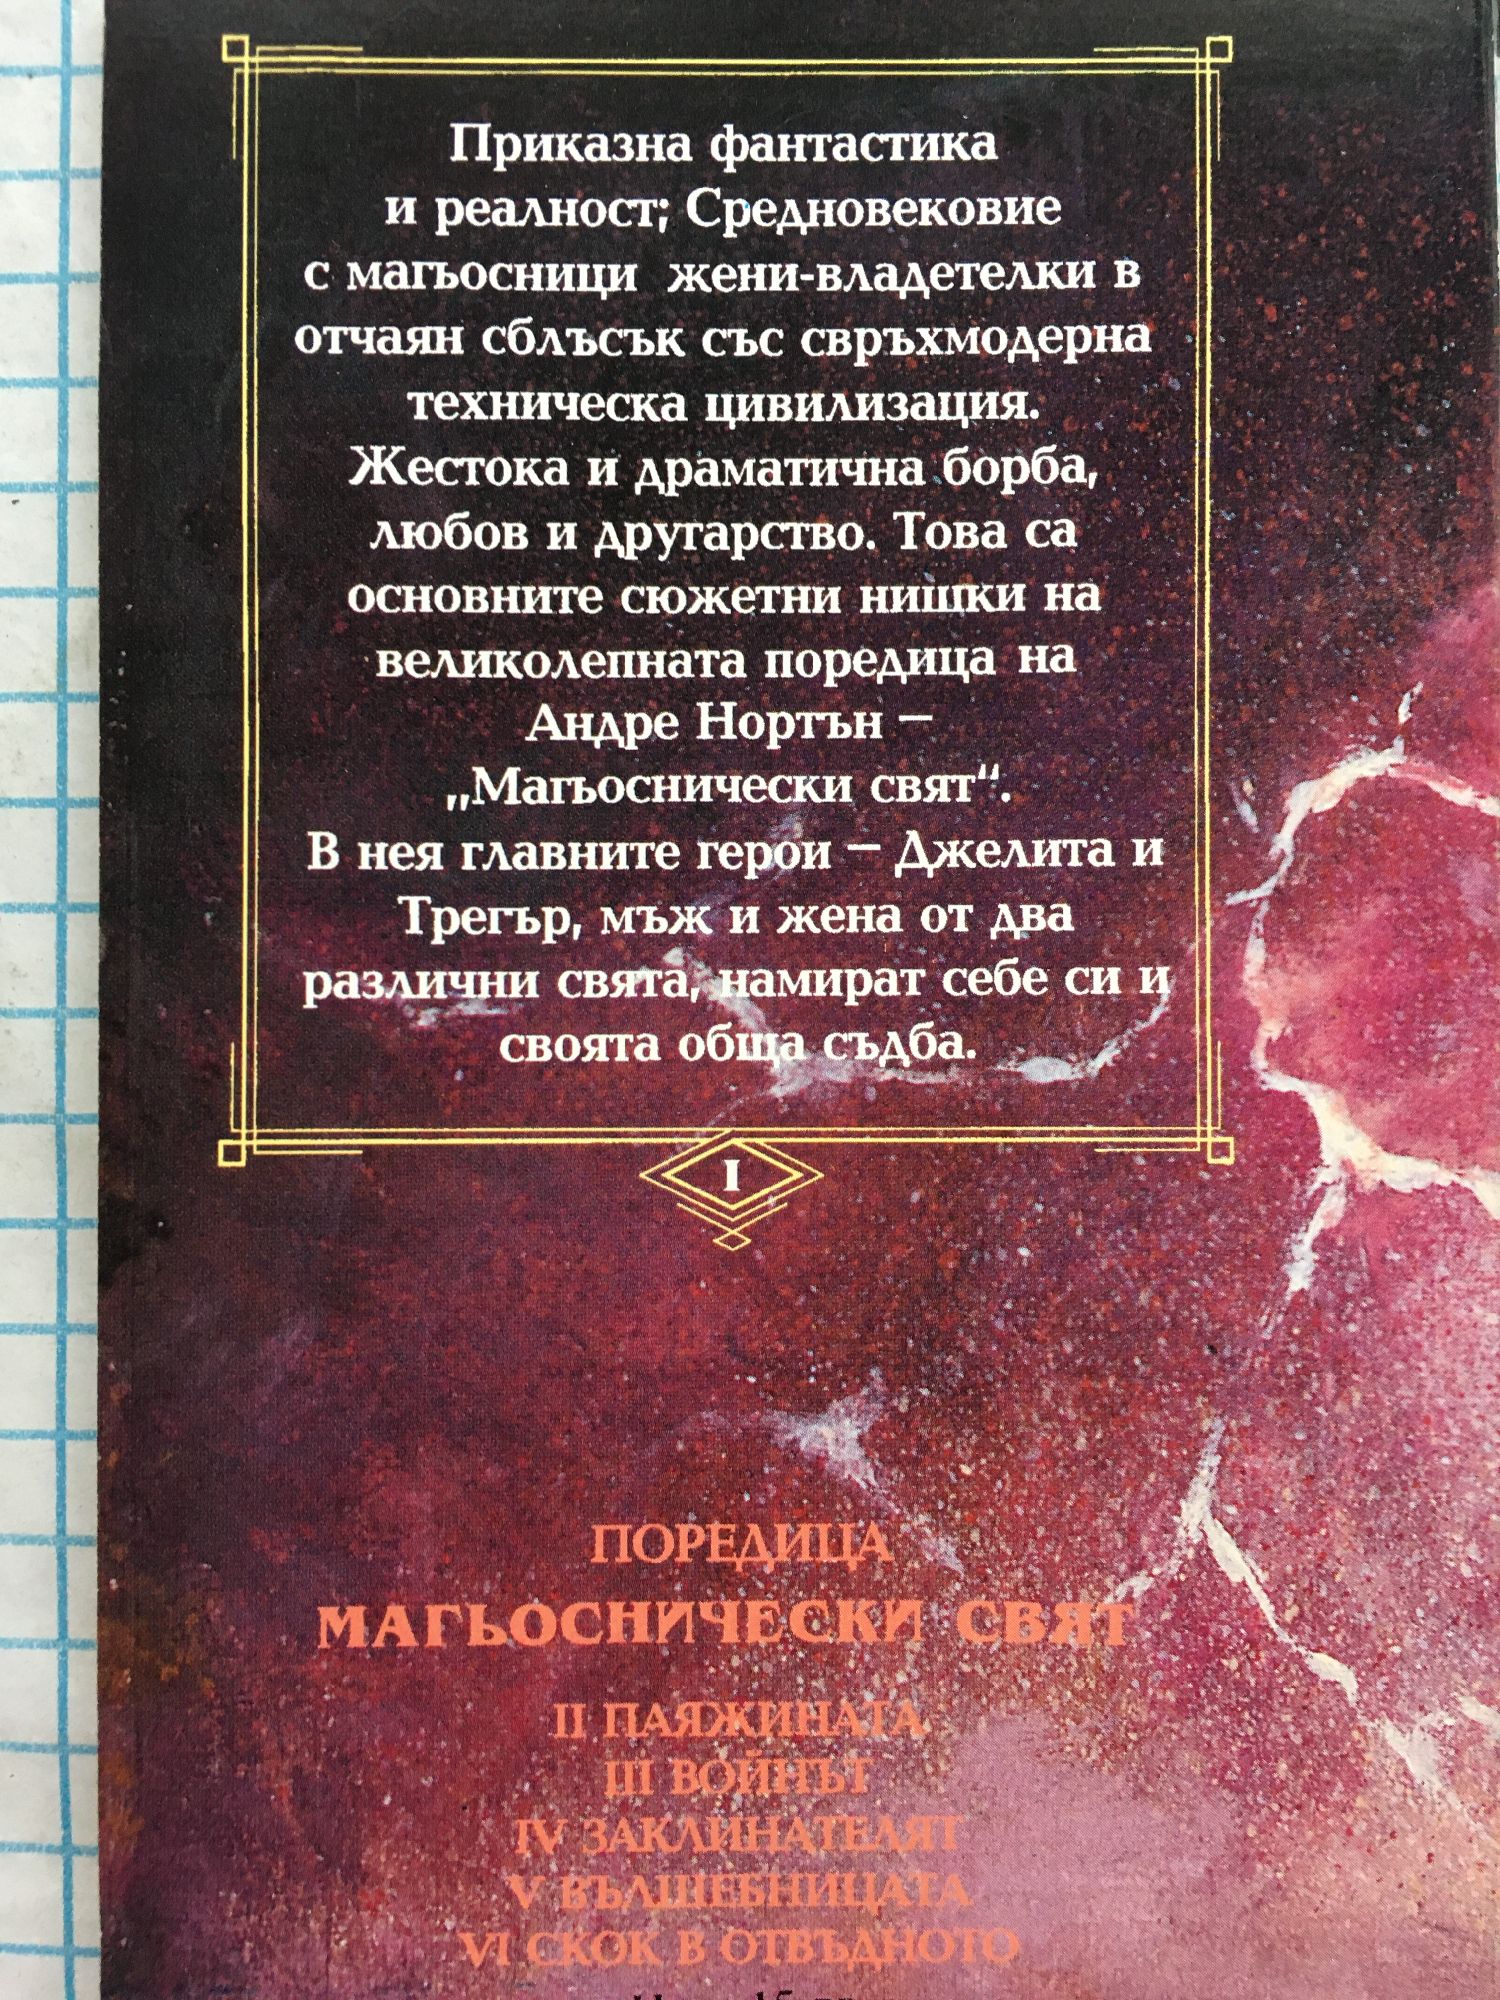 Приказна фантастика
и реалност; Средновековие
с магьосници жени-владетелки в
отчаян сблъсък със свръхмодерна
техническа цивилизация.
Жестока и драматична борба,
любов и другарство. Това са
основните сюжетни нишки на
великолепната поредица на
Андре Нортън –
„Магьоснически свят“.
В нея главните герои – Джелита и
Трегър, мъж и жена от два
различни свята, намират себе си и
своята обща съдба.
I
ПОРЕДИЦА
МАГЬОСНИЧЕСКИ СВЯТ
II ПАЯЖИНАТА
III ВОЙНЪТ
IV ЗАКЛИНАТЕЛЯТ
V ВЪЛШЕБНИЦАТА
VI СКОК В ОТВЪДНОТО